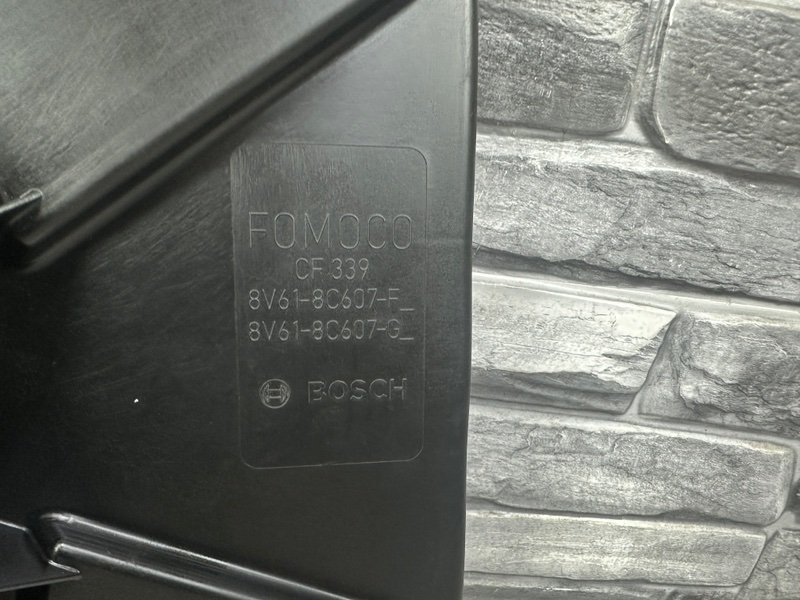 FOMOCO
CF 339
8V61-8C607-F_
8V61-8C607-G_
BOSCH